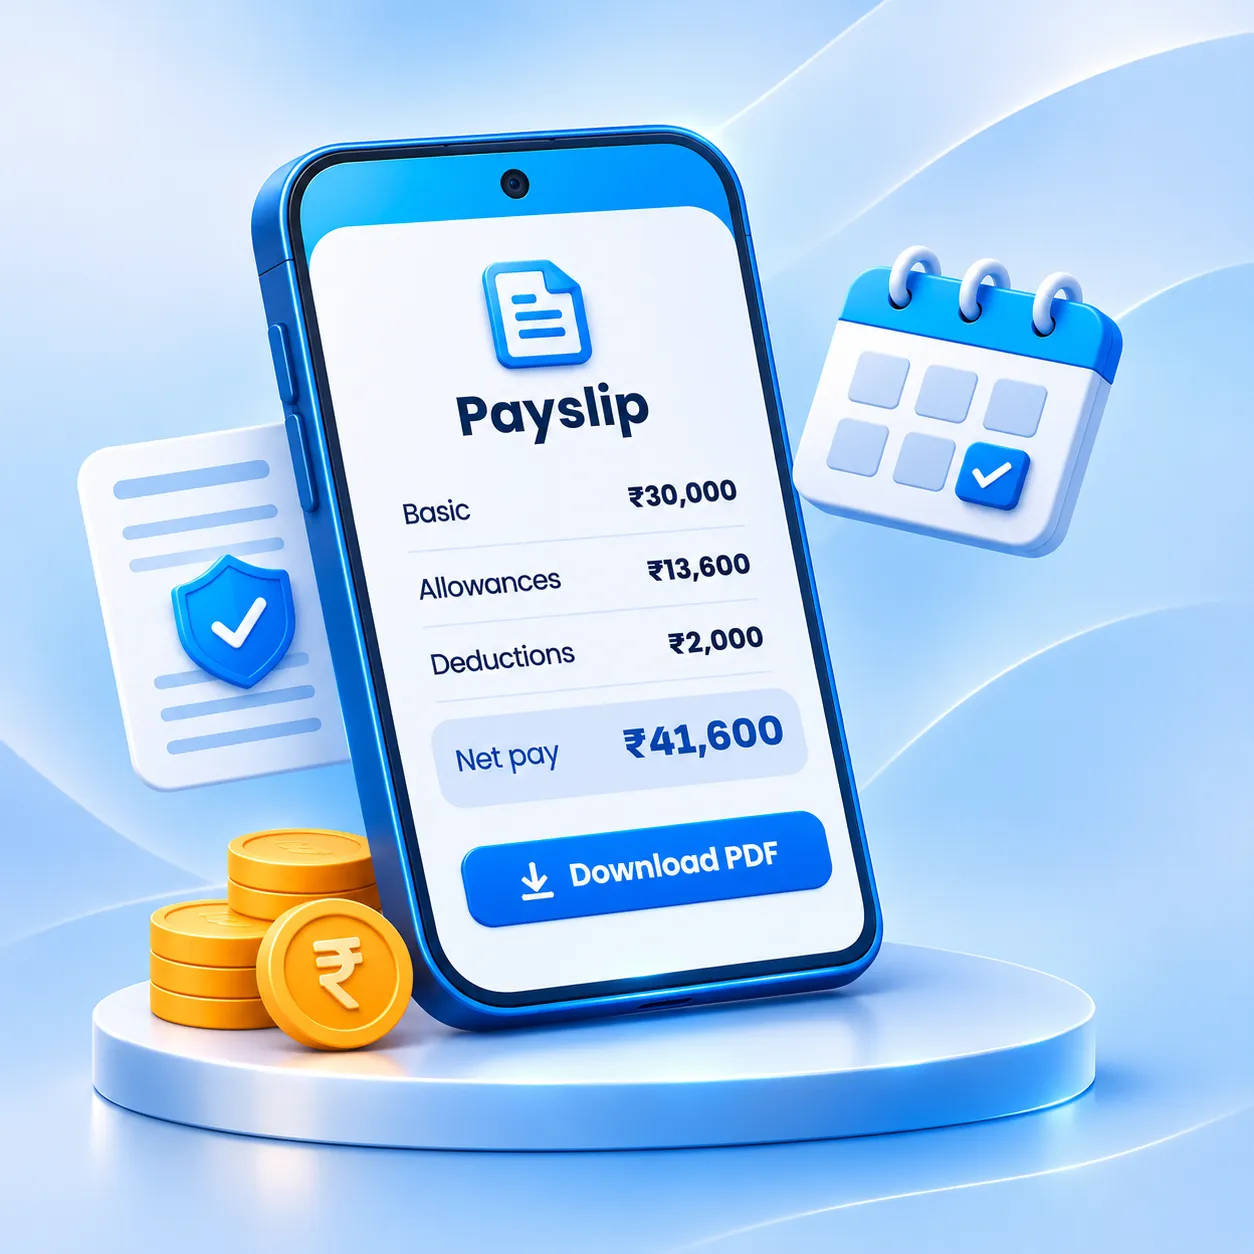 Payslip
Basic ₹30,000
Allowances ₹13,600
Deductions ₹2,000
Net pay ₹41,600
Download PDF
₹